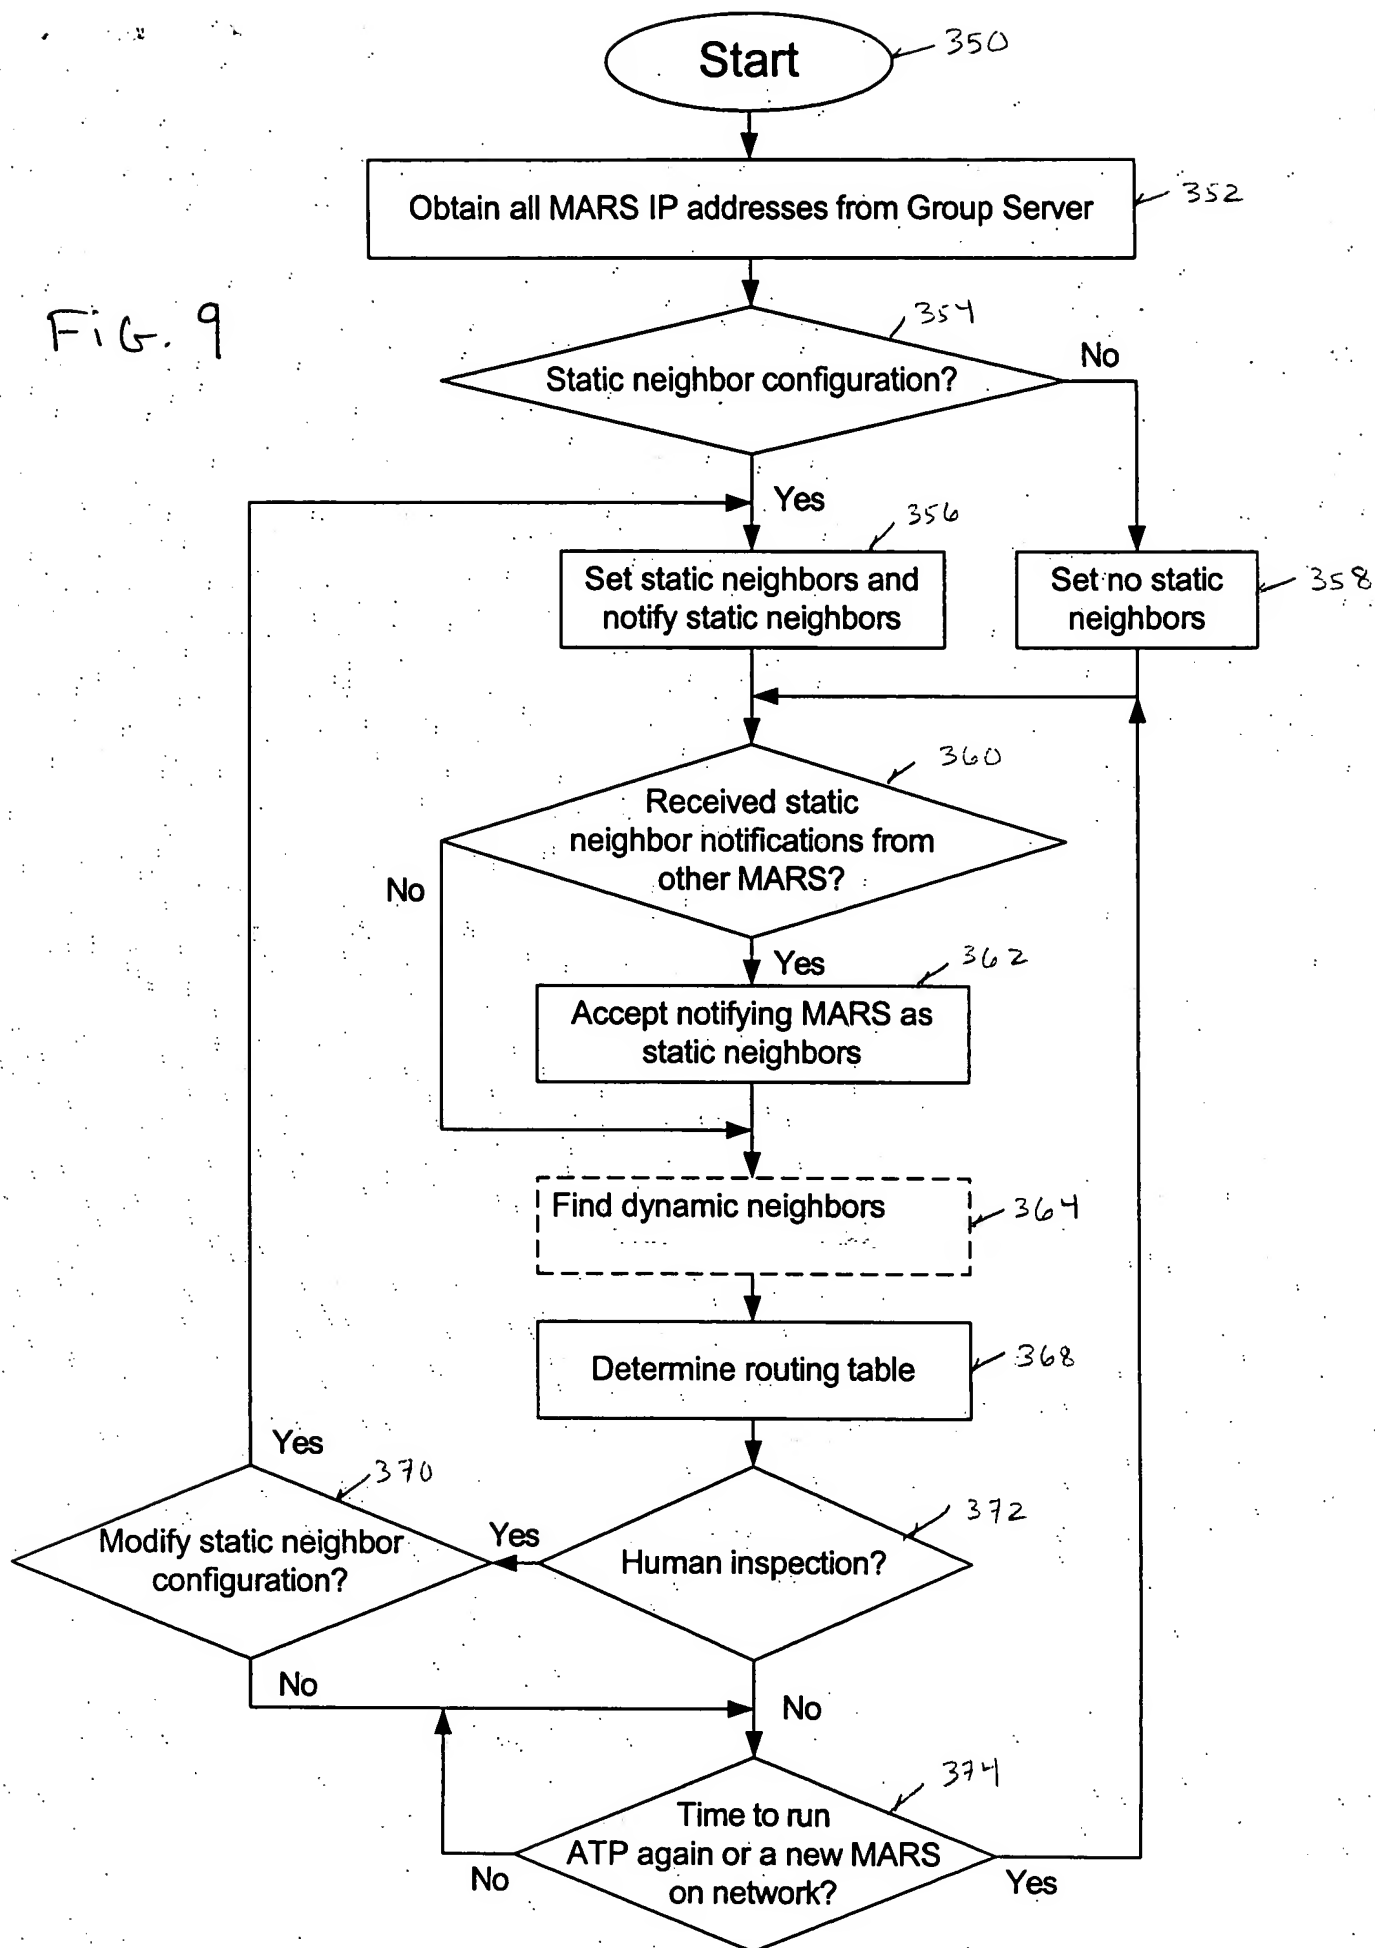 Start
350
Obtain all MARS IP addresses from Group Server
352
FiG. 9
354
Static neighbor configuration?
No
Yes
356
Set static neighbors and
notify static neighbors
Set no static
neighbors
358
360
Received static
neighbor notifications from
other MARS?
No
Yes
362
Accept notifying MARS as
static neighbors
Find dynamic neighbors
364
Determine routing table
368
Yes
370
Modify static neighbor
configuration?
Yes
372
Human inspection?
No
No
374
Time to run
ATP again or a new MARS
on network?
No
Yes